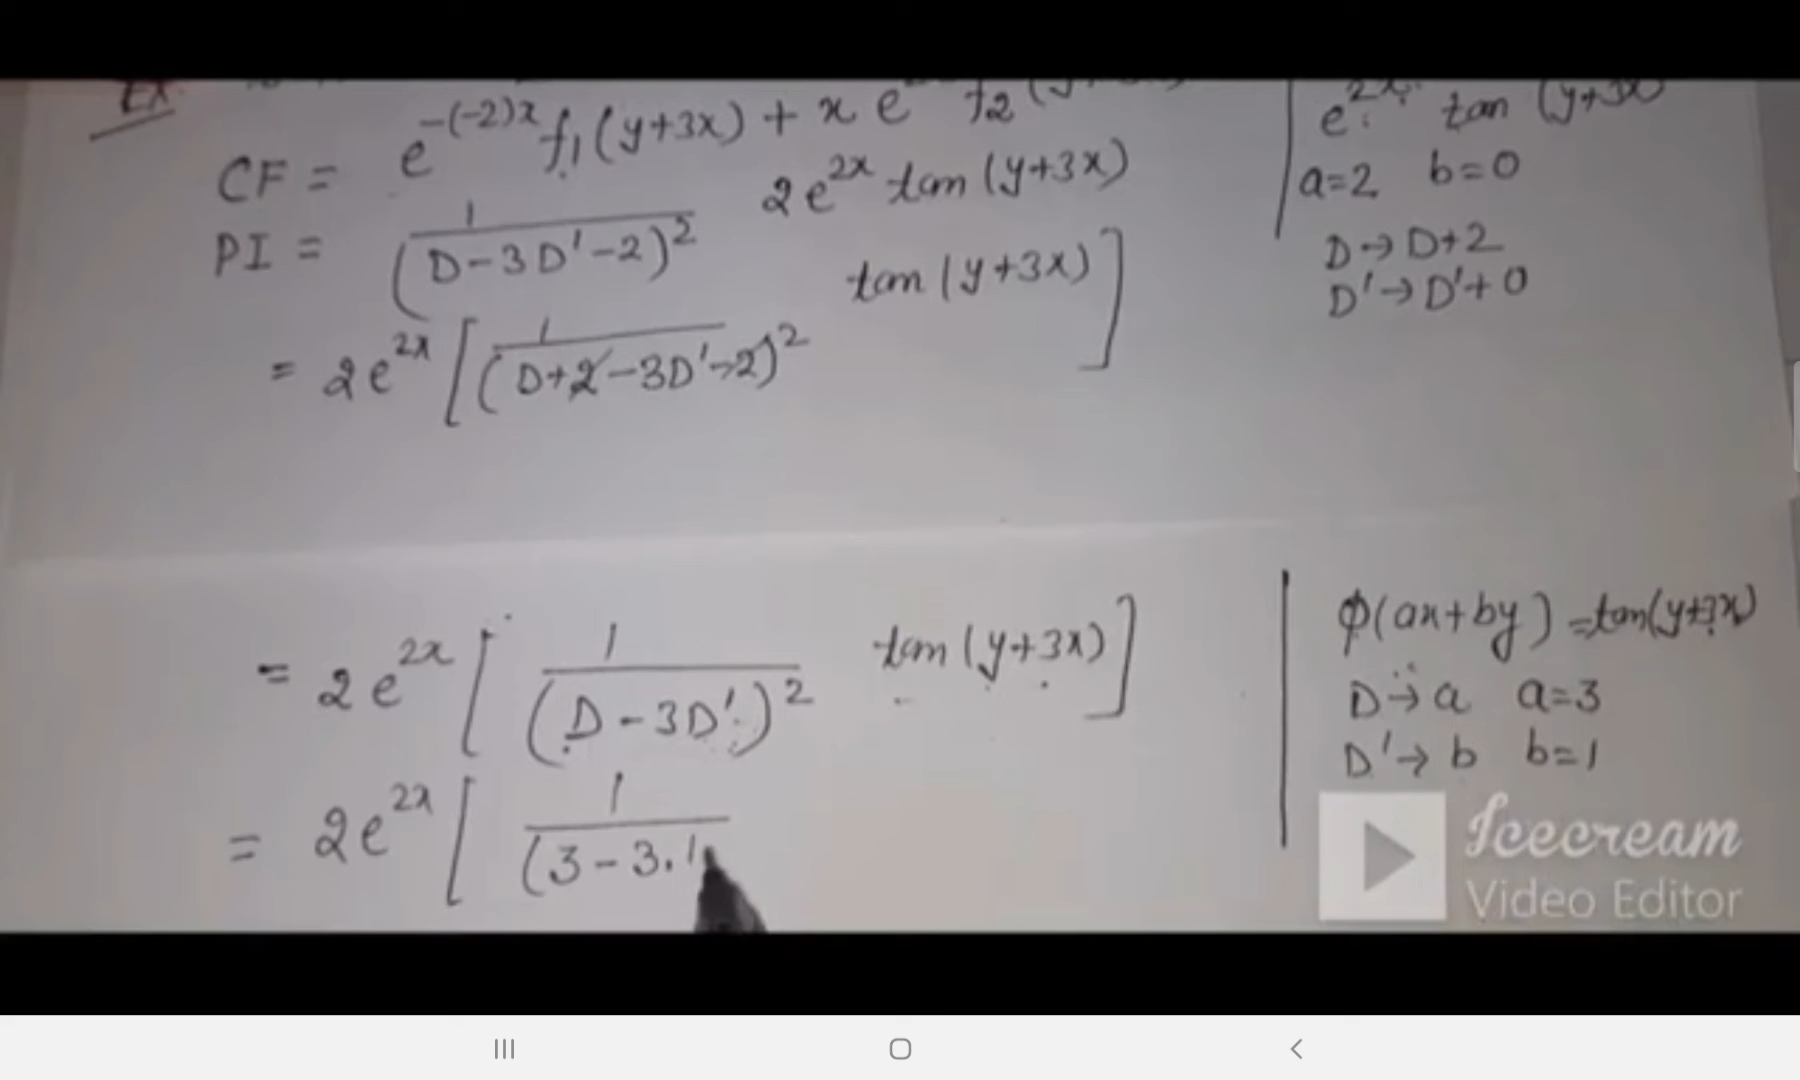 Ex.
CF = e^{-(-2)x} f₁(y+3x) + x e f₂(y
PI = 1/(D-3D'-2)² 2e^{2x} tan(y+3x)
= 2e^{2x} [1/(D+2-3D'-2)² tan(y+3x)]
e^{2x} tan (y+3x)
a=2 b=0
D→D+2
D'→D'+0
= 2e^{2x} [1/(D-3D')² tan(y+3x)]
= 2e^{2x} [1/(3-3.1
φ(ax+by)=tan(y+3x)
D→a a=3
D'→b b=1
Icecream
Video Editor